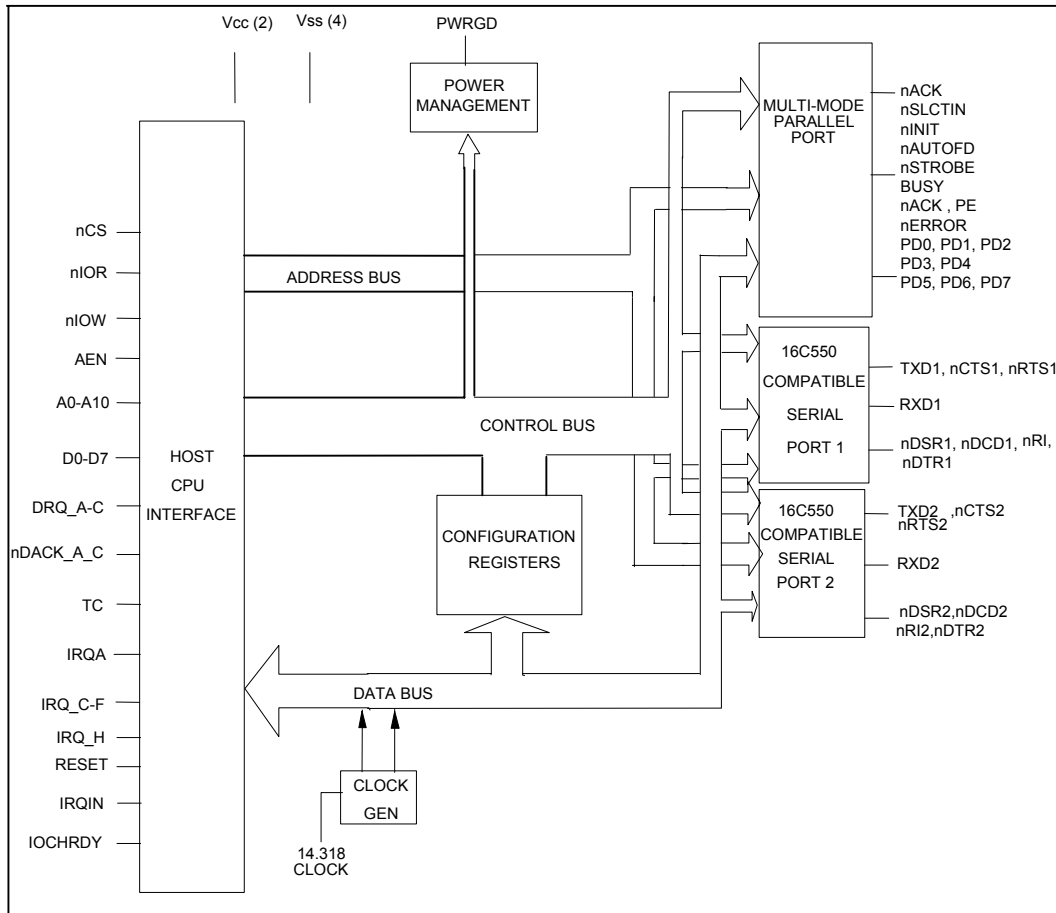 Vcc (2)
Vss (4)
PWRGD
POWER
MANAGEMENT
MULTI-MODE
PARALLEL
PORT
nACK
nSLCTIN
nINIT
nAUTOFD
nSTROBE
BUSY
nACK , PE
nERROR
PD0, PD1, PD2
PD3, PD4
PD5, PD6, PD7
nCS
nIOR
nIOW
AEN
A0-A10
D0-D7
DRQ_A-C
nDACK_A_C
TC
IRQA
IRQ_C-F
IRQ_H
RESET
IRQIN
IOCHRDY
HOST
CPU
INTERFACE
ADDRESS BUS
CONTROL BUS
CONFIGURATION
REGISTERS
DATA BUS
CLOCK
GEN
14.318
CLOCK
16C550
COMPATIBLE
SERIAL
PORT 1
TXD1, nCTS1, nRTS1
RXD1
nDSR1, nDCD1, nRI,
nDTR1
16C550
COMPATIBLE
SERIAL
PORT 2
TXD2 ,nCTS2
nRTS2
RXD2
nDSR2,nDCD2
nRI2,nDTR2